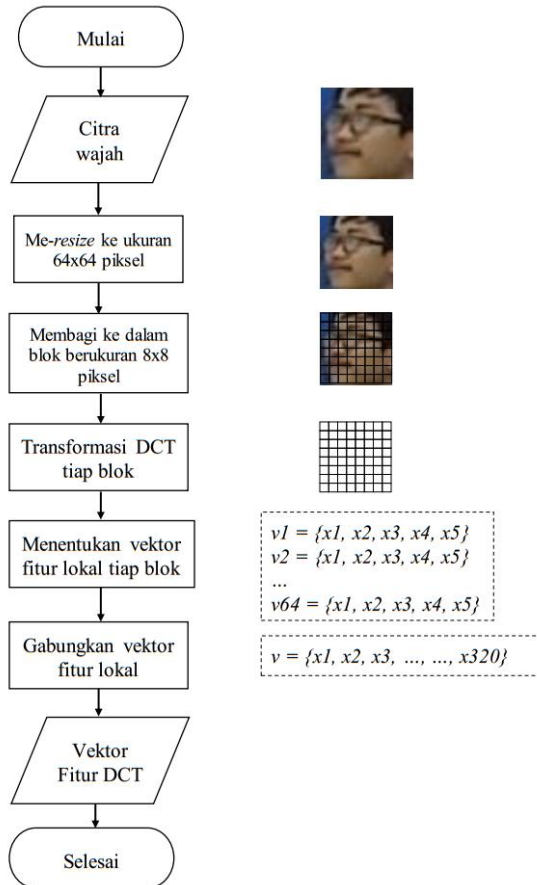 Mulai
Citra
wajah
Me-resize ke ukuran
64x64 piksel
Membagi ke dalam
blok berukuran 8x8
piksel
Transformasi DCT
tiap blok
Menentukan vektor
fitur lokal tiap blok
v1 = {x1, x2, x3, x4, x5}
v2 = {x1, x2, x3, x4, x5}
...
v64 = {x1, x2, x3, x4, x5}
Gabungkan vektor
fitur lokal
v = {x1, x2, x3, ..., ..., x320}
Vektor
Fitur DCT
Selesai